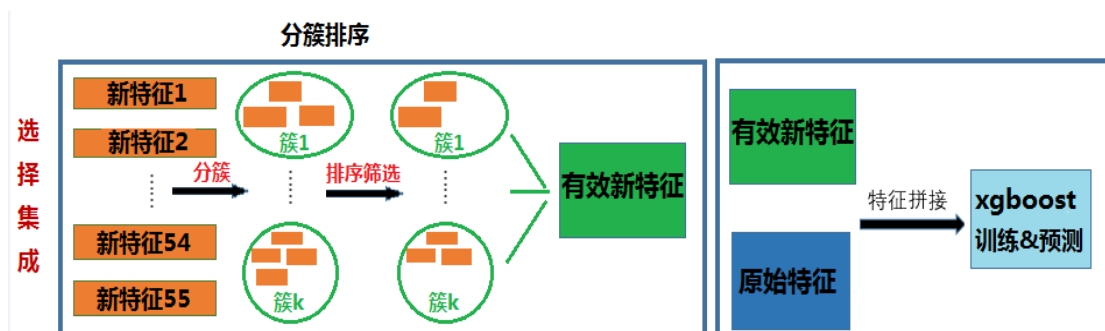 分簇排序
选
择
集
成
新特征1
新特征2
新特征54
新特征55
分簇
簇1
簇k
排序筛选
簇1
簇k
有效新特征
有效新特征
原始特征
特征拼接
xgboost
训练&预测